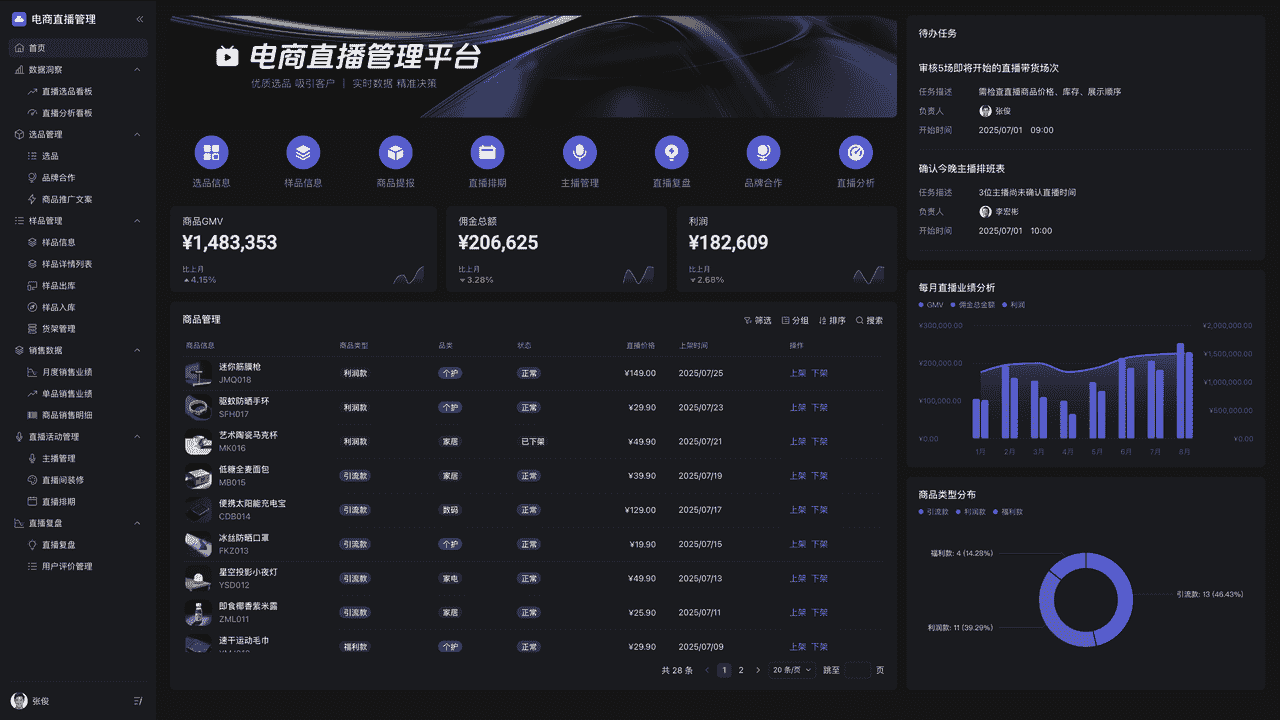 电商直播管理
首页
数据洞察
直播选品看板
直播分析看板
选品管理
选品
品牌合作
商品推广文案
样品管理
样品信息
样品详情列表
样品出库
样品入库
货架管理
销售数据
月度销售业绩
单品销售业绩
商品销售明细
直播活动管理
主播管理
直播间装修
直播排期
直播复盘
直播复盘
用户评价管理
张俊
电商直播管理平台
优质选品 吸引客户 | 实时数据 精准决策
选品信息 样品信息 商品提报 直播排期 主播管理 直播复盘 品牌合作 直播分析
商品GMV
¥1,483,353
比上月
4.15%
佣金总额
¥206,625
比上月
3.28%
利润
¥182,609
比上月
2.68%
商品管理 筛选 分组 排序 搜索
商品信息 商品类型 品类 状态 直播价格 上架时间 操作
迷你筋膜枪 JMQ018 利润款 个护 正常 ¥149.00 2025/07/25 上架 下架
驱蚊防晒手环 SFH017 利润款 个护 正常 ¥29.90 2025/07/23 上架 下架
艺术陶瓷马克杯 MK016 利润款 家居 已下架 ¥49.90 2025/07/21 上架 下架
低糖全麦面包 MB015 引流款 家居 正常 ¥39.90 2025/07/19 上架 下架
便携太阳能充电宝 CDB014 引流款 数码 正常 ¥129.00 2025/07/17 上架 下架
冰丝防晒口罩 FKZ013 引流款 个护 正常 ¥19.90 2025/07/15 上架 下架
星空投影小夜灯 YSD012 引流款 家电 正常 ¥49.90 2025/07/13 上架 下架
即食椰香紫米露 ZML011 引流款 家居 正常 ¥25.90 2025/07/11 上架 下架
速干运动毛巾 福利款 个护 正常 ¥29.90 2025/07/09 上架 下架
共 28 条 1 2 20 条/页 跳至 页
待办任务
审核5场即将开始的直播带货场次
任务描述 需检查直播商品价格、库存、展示顺序
负责人 张俊
开始时间 2025/07/01 09:00
确认今晚主播排班表
任务描述 3位主播尚未确认直播时间
负责人 李宏彬
开始时间 2025/07/01 10:00
每月直播业绩分析
GMV 佣金总金额 利润
¥300,000.00 ¥2,000,000.00
¥200,000.00 ¥1,500,000.00
¥1,000,000.00
¥100,000.00 ¥500,000.00
¥0.00 ¥0.00
1月 2月 3月 4月 5月 6月 7月 8月
商品类型分布
引流款 利润款 福利款
福利款: 4 (14.28%)
引流款: 13 (46.43%)
利润款: 11 (39.29%)